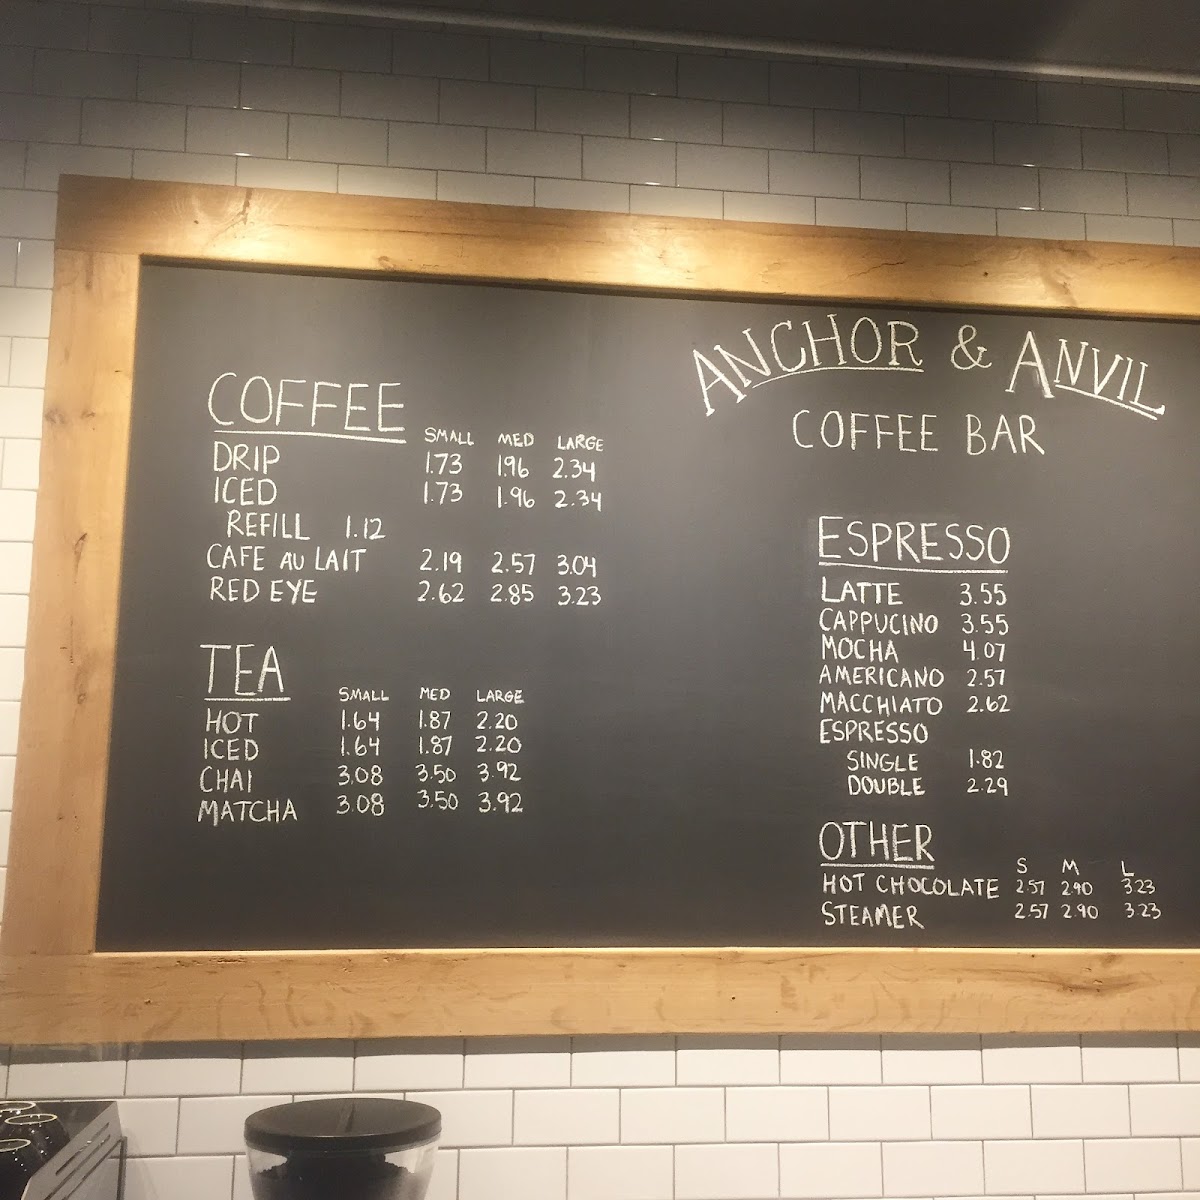 ANCHOR & ANVIL
COFFEE BAR
COFFEE
SMALL MED LARGE
DRIP 1.73 1.96 2.34
ICED 1.73 1.96 2.34
REFILL 1.12
CAFE AU LAIT 2.19 2.57 3.04
RED EYE 2.62 2.85 3.23
TEA
SMALL MED LARGE
HOT 1.64 1.87 2.20
ICED 1.64 1.87 2.20
CHAI 3.08 3.50 3.92
MATCHA 3.08 3.50 3.92
ESPRESSO
LATTE 3.55
CAPPUCINO 3.55
MOCHA 4.07
AMERICANO 2.57
MACCHIATO 2.62
ESPRESSO
SINGLE 1.82
DOUBLE 2.29
OTHER
S M L
HOT CHOCOLATE 2.57 2.90 3.23
STEAMER 2.57 2.90 3.23